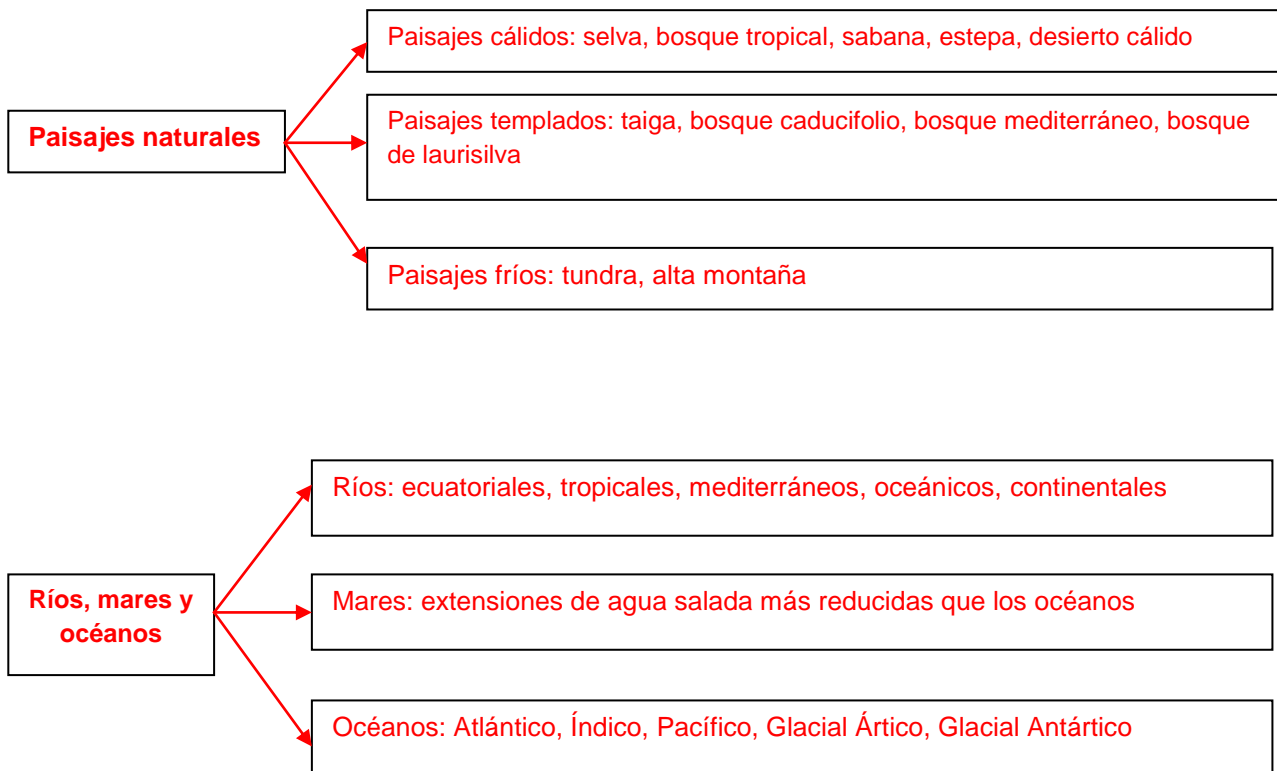 Paisajes cálidos: selva, bosque tropical, sabana, estepa, desierto cálido
Paisajes naturales
Paisajes templados: taiga, bosque caducifolio, bosque mediterráneo, bosque
de laurisilva
Paisajes fríos: tundra, alta montaña
Ríos: ecuatoriales, tropicales, mediterráneos, oceánicos, continentales
Ríos, mares y
océanos
Mares: extensiones de agua salada más reducidas que los océanos
Océanos: Atlántico, Índico, Pacífico, Glacial Ártico, Glacial Antártico